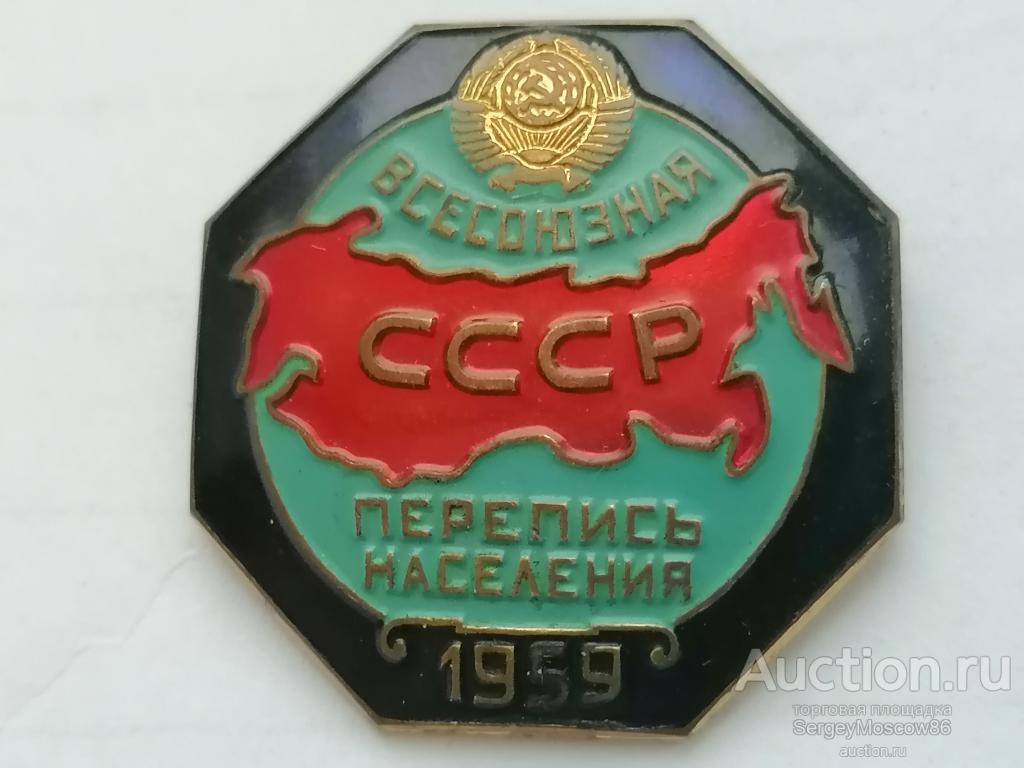 ВСЕСОЮЗНАЯ
СССР
ПЕРЕПИСЬ
НАСЕЛЕНИЯ
1959
Auction.ru
торговая площадка
SergeyMoscow86
auction.ru